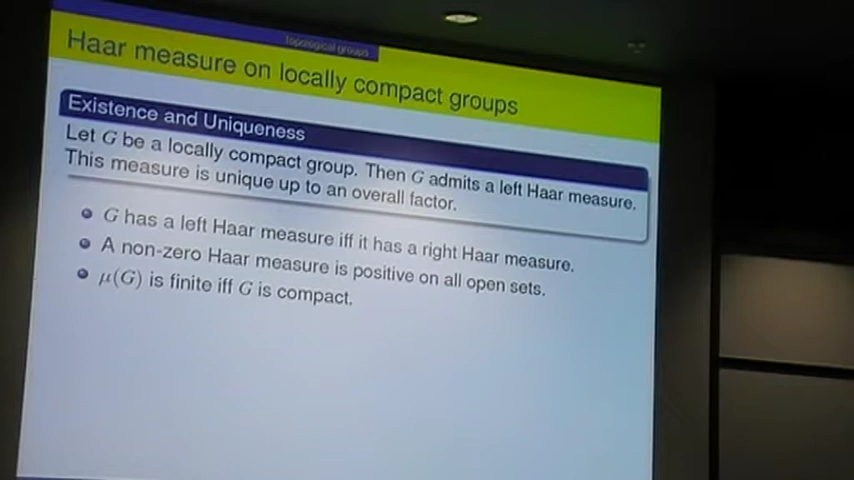 topological groups
Haar measure on locally compact groups
Existence and Uniqueness
Let G be a locally compact group. Then G admits a left Haar measure.
This measure is unique up to an overall factor.
G has a left Haar measure iff it has a right Haar measure.
A non-zero Haar measure is positive on all open sets.
μ(G) is finite iff G is compact.